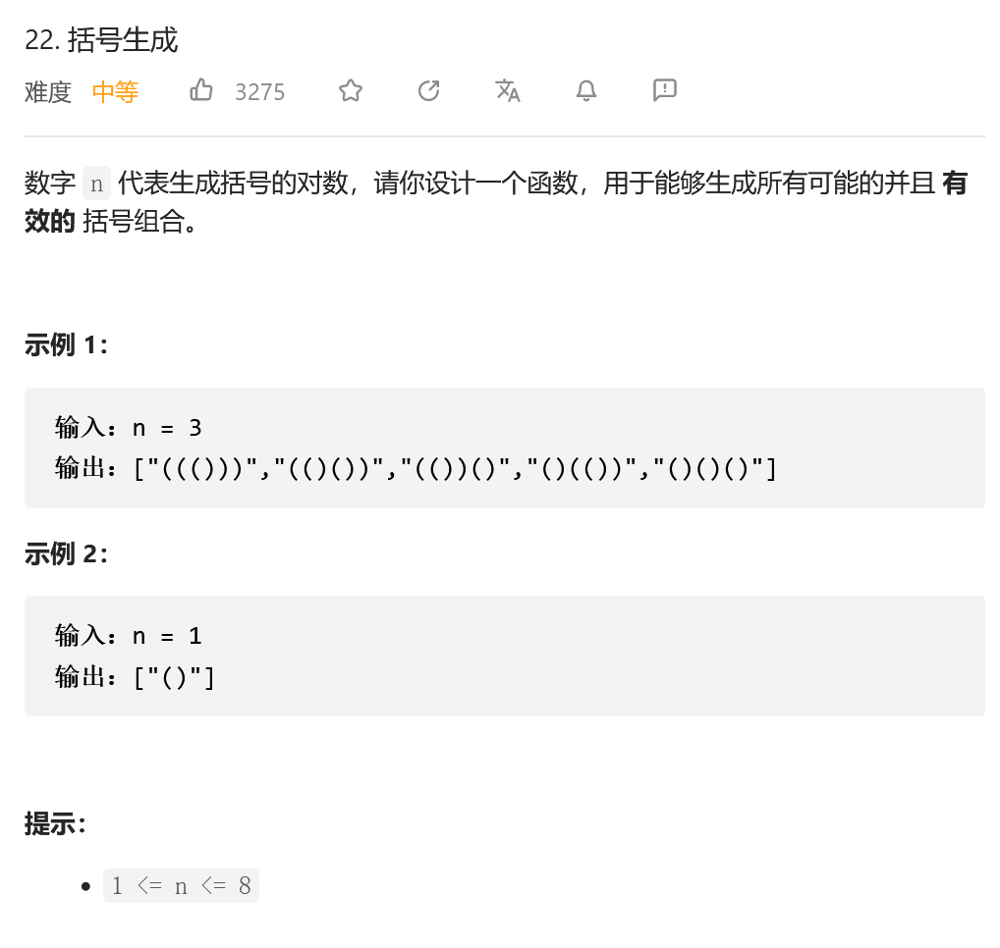 22. 括号生成
难度 中等 3275
数字 n 代表生成括号的对数，请你设计一个函数，用于能够生成所有可能的并且 有
效的 括号组合。
示例 1：
输入：n = 3
输出：["((()))","(()())","(())()","()(())","()()()"]
示例 2：
输入：n = 1
输出：["()"]
提示：
1 <= n <= 8